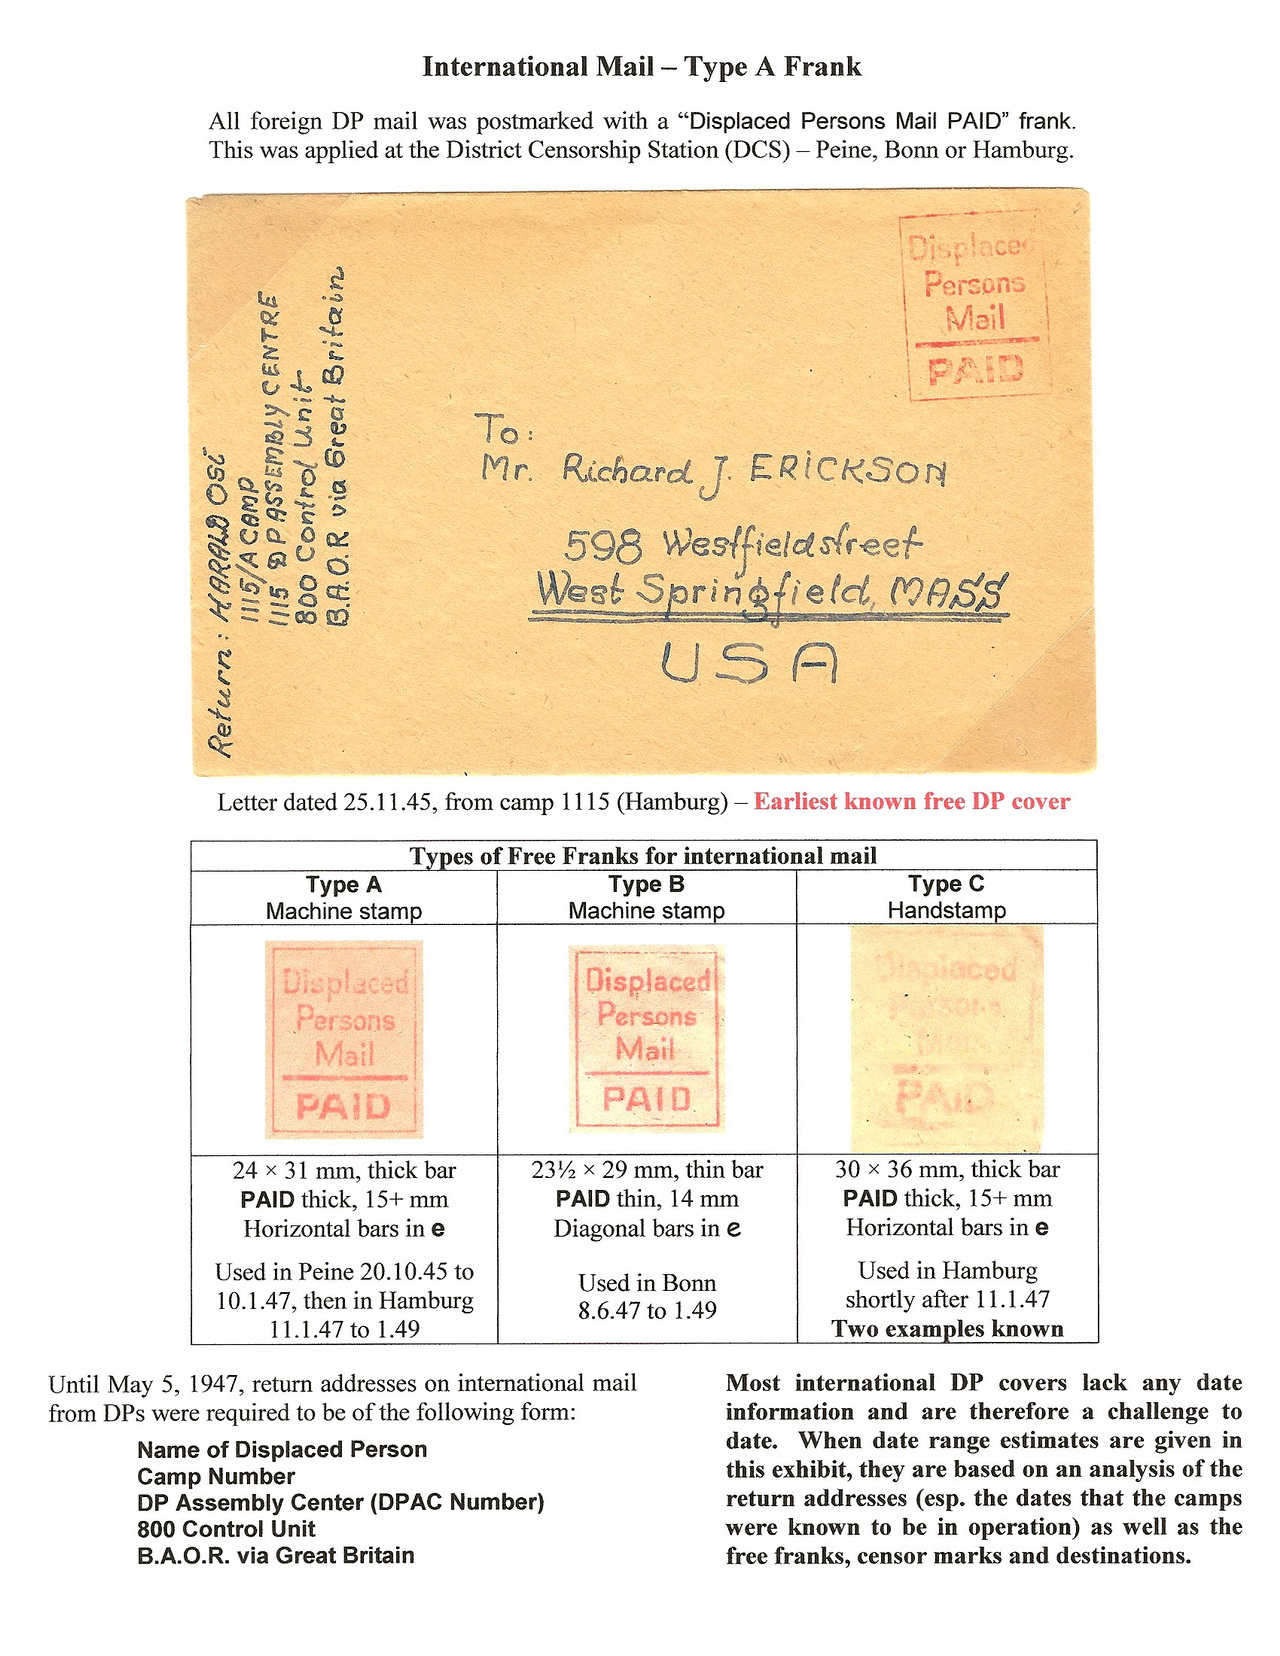 International Mail – Type A Frank
All foreign DP mail was postmarked with a “Displaced Persons Mail PAID” frank.
This was applied at the District Censorship Station (DCS) – Peine, Bonn or Hamburg.
Displaced
Persons
Mail
PAID
Return: HARALD OSE
1115/A CAMP
1115 DP ASSEMBLY CENTRE
800 Control Unit
B.A.O.R via Great Britain
To:
Mr. Richard J. ERICKSON
598 Westfieldstreet
West Springfield, MASS
USA
Letter dated 25.11.45, from camp 1115 (Hamburg) – Earliest known free DP cover
Types of Free Franks for international mail
Type A
Machine stamp
Displaced
Persons
Mail
PAID
24 × 31 mm, thick bar
PAID thick, 15+ mm
Horizontal bars in e
Used in Peine 20.10.45 to
10.1.47, then in Hamburg
11.1.47 to 1.49
Type B
Machine stamp
Displaced
Persons
Mail
PAID
23½ × 29 mm, thin bar
PAID thin, 14 mm
Diagonal bars in e
Used in Bonn
8.6.47 to 1.49
Type C
Handstamp
Displaced
Persons
Mail
PAID
30 × 36 mm, thick bar
PAID thick, 15+ mm
Horizontal bars in e
Used in Hamburg
shortly after 11.1.47
Two examples known
Until May 5, 1947, return addresses on international mail
from DPs were required to be of the following form:
Name of Displaced Person
Camp Number
DP Assembly Center (DPAC Number)
800 Control Unit
B.A.O.R. via Great Britain
Most international DP covers lack any date
information and are therefore a challenge to
date. When date range estimates are given in
this exhibit, they are based on an analysis of the
return addresses (esp. the dates that the camps
were known to be in operation) as well as the
free franks, censor marks and destinations.